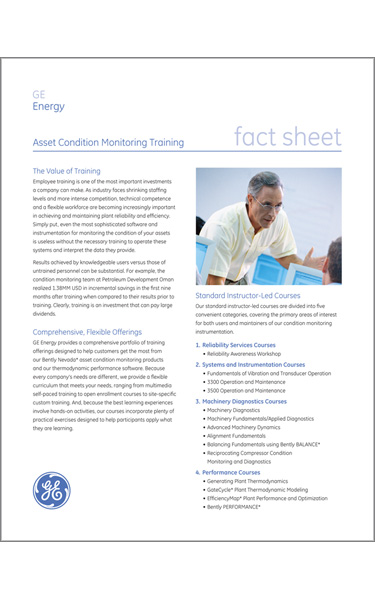 GE
Energy
Asset Condition Monitoring Training
fact sheet
The Value of Training
Employee training is one of the most important investments
a company can make. As industry faces shrinking staffing
levels and more intense competition, technical competence
and a flexible workforce are becoming increasingly important
in achieving and maintaining plant reliability and efficiency.
Simply put, even the most sophisticated software and
instrumentation for monitoring the condition of your assets
is useless without the necessary training to operate these
systems and interpret the data they provide.
Results achieved by knowledgeable users versus those of
untrained personnel can be substantial. For example, the
condition monitoring team at Petroleum Development Oman
realized 1.38MM USD in incremental savings in the first nine
months after training when compared to their results prior to
training. Clearly, training is an investment that can pay large
dividends.
Comprehensive, Flexible Offerings
GE Energy provides a comprehensive portfolio of training
offerings designed to help customers get the most from
our Bently Nevada* asset condition monitoring products
and our thermodynamic performance software. Because
every company's needs are different, we provide a flexible
curriculum that meets your needs, ranging from multimedia
self-paced training to open enrollment courses to site-specific
custom training. And, because the best learning experiences
involve hands-on activities, our courses incorporate plenty of
practical exercises designed to help participants apply what
they are learning.
Standard Instructor-Led Courses
Our standard instructor-led courses are divided into five
convenient categories, covering the primary areas of interest
for both users and maintainers of our condition monitoring
instrumentation.
1. Reliability Services Courses
• Reliability Awareness Workshop
2. Systems and Instrumentation Courses
• Fundamentals of Vibration and Transducer Operation
• 3300 Operation and Maintenance
• 3500 Operation and Maintenance
3. Machinery Diagnostics Courses
• Machinery Diagnostics
• Machinery Fundamentals/Applied Diagnostics
• Advanced Machinery Dynamics
• Alignment Fundamentals
• Balancing Fundamentals using Bently BALANCE*
• Reciprocating Compressor Condition
Monitoring and Diagnostics
4. Performance Courses
• Generating Plant Thermodynamics
• GateCycle* Plant Thermodynamic Modeling
• EfficiencyMap* Plant Performance and Optimization
• Bently PERFORMANCE*
GE